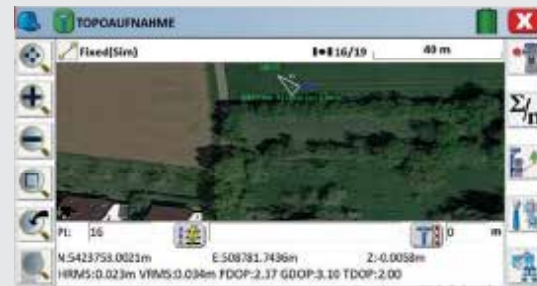 TOPOAUFNAHME
Fixed(Sim) 16/19 40 m
Σ/n
Pt: 16 0 m
N:5423753.0021m E:508781.7436m Z:-0.0058m
HRMS:0.023m VRMS:0.034m PDOP:2.37 GDOP:3.10 TDOP:2.00